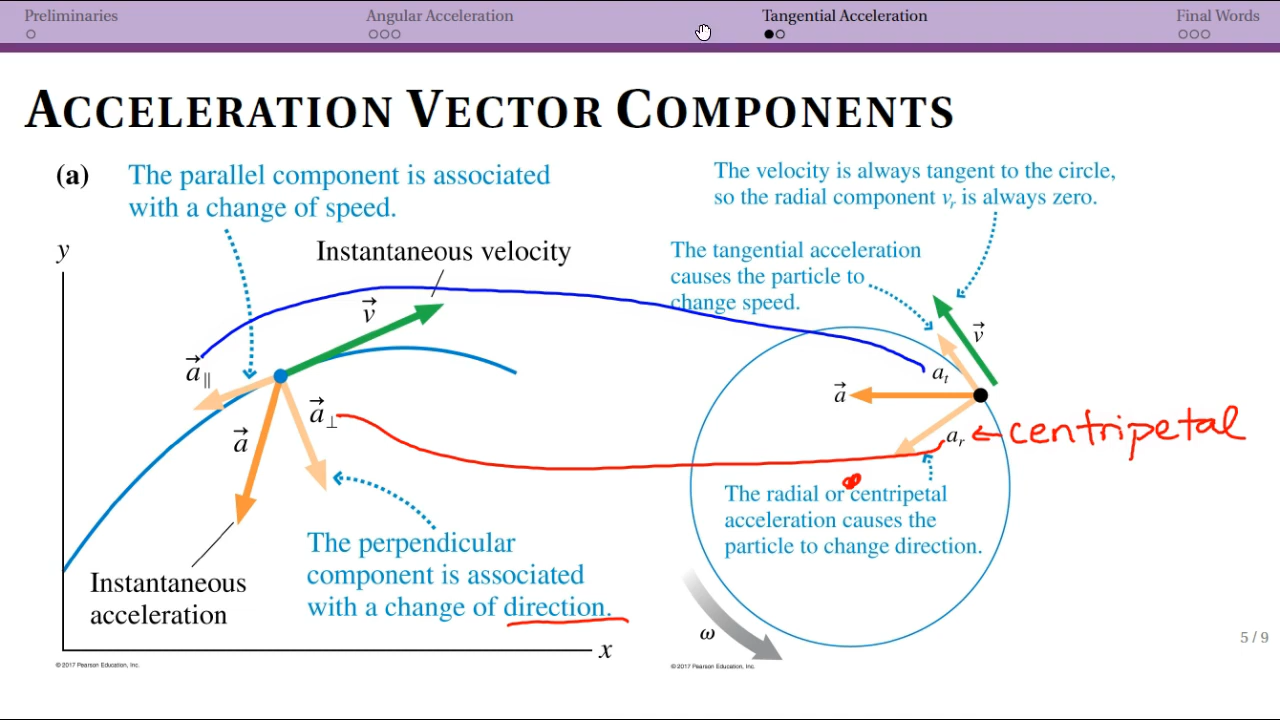 Preliminaries
Angular Acceleration
Tangential Acceleration
Final Words
ACCELERATION VECTOR COMPONENTS
(a)
The parallel component is associated
with a change of speed.
y
Instantaneous velocity
v⃗
a⃗∥
a⃗
a⃗⊥
The perpendicular
component is associated
with a change of direction.
Instantaneous
acceleration
x
© 2017 Pearson Education, Inc.
The velocity is always tangent to the circle,
so the radial component vr is always zero.
The tangential acceleration
causes the particle to
change speed.
v⃗
at
a⃗
ar
centripetal
The radial or centripetal
acceleration causes the
particle to change direction.
ω
© 2017 Pearson Education, Inc.
5 / 9